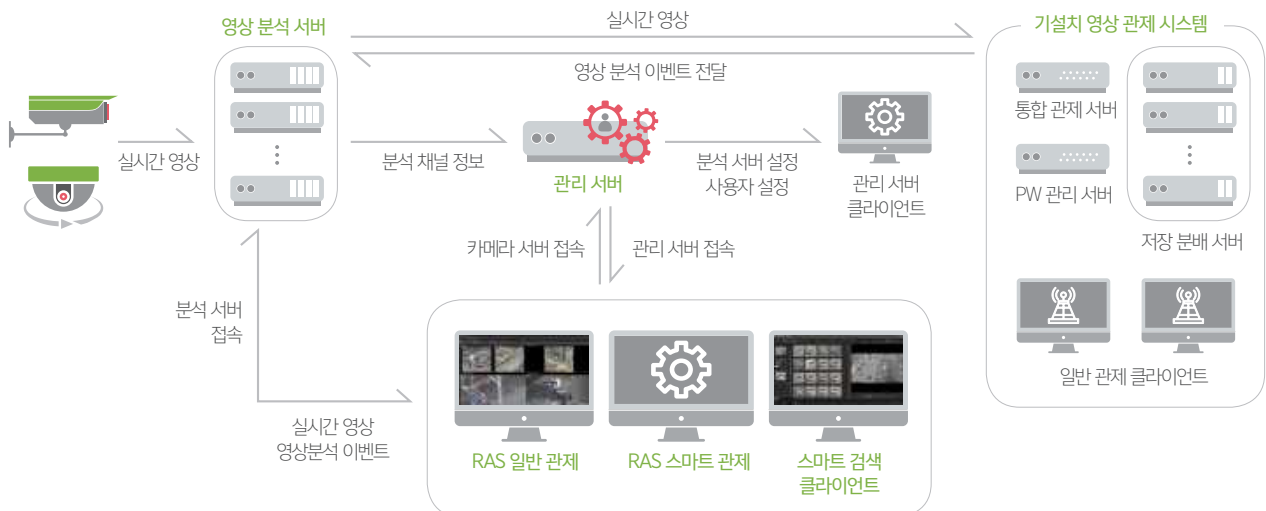 영상 분석 서버
실시간 영상
영상 분석 이벤트 전달
기설치 영상 관제 시스템
통합 관제 서버
PW 관리 서버
저장 분배 서버
일반 관제 클라이언트
실시간 영상
분석 채널 정보
관리 서버
분석 서버 설정
사용자 설정
관리 서버
클라이언트
카메라 서버 접속
관리 서버 접속
분석 서버
접속
실시간 영상
영상분석 이벤트
RAS 일반 관제
RAS 스마트 관제
스마트 검색
클라이언트